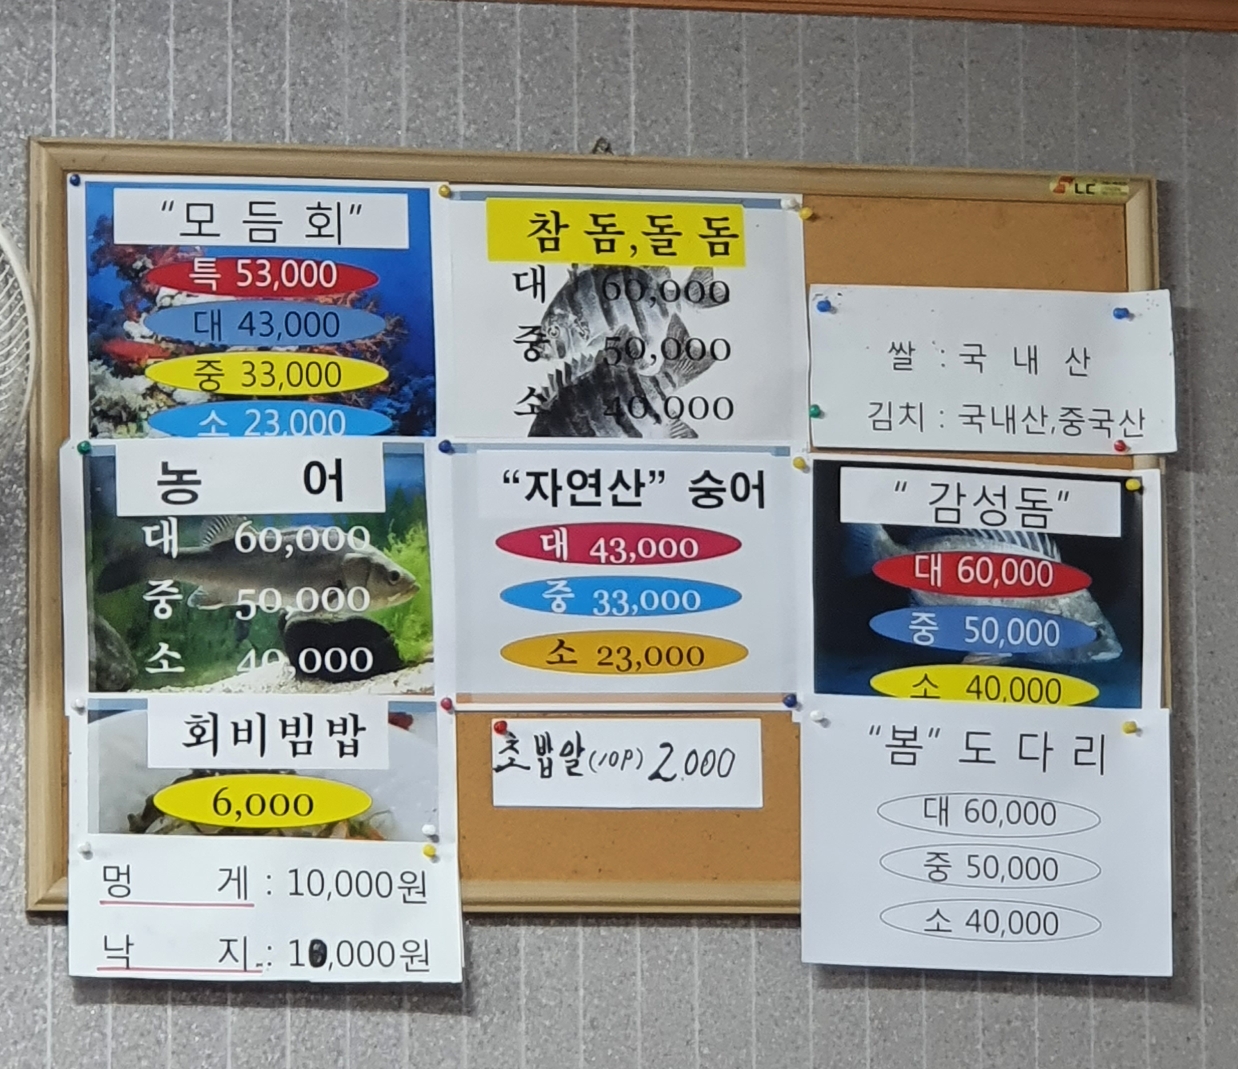 "모듬회"
특 53,000
대 43,000
중 33,000
소 23,000
참돔,돌돔
대 60,000
중 50,000
소 40,000
쌀 : 국내산
김치 : 국내산,중국산
농어
대 60,000
중 50,000
소 40,000
"자연산" 숭어
대 43,000
중 33,000
소 23,000
"감성돔"
대 60,000
중 50,000
소 40,000
회비빔밥
6,000
초밥알(10P) 2.000
"봄" 도다리
대 60,000
중 50,000
소 40,000
멍게 : 10,000원
낙지 : 10,000원